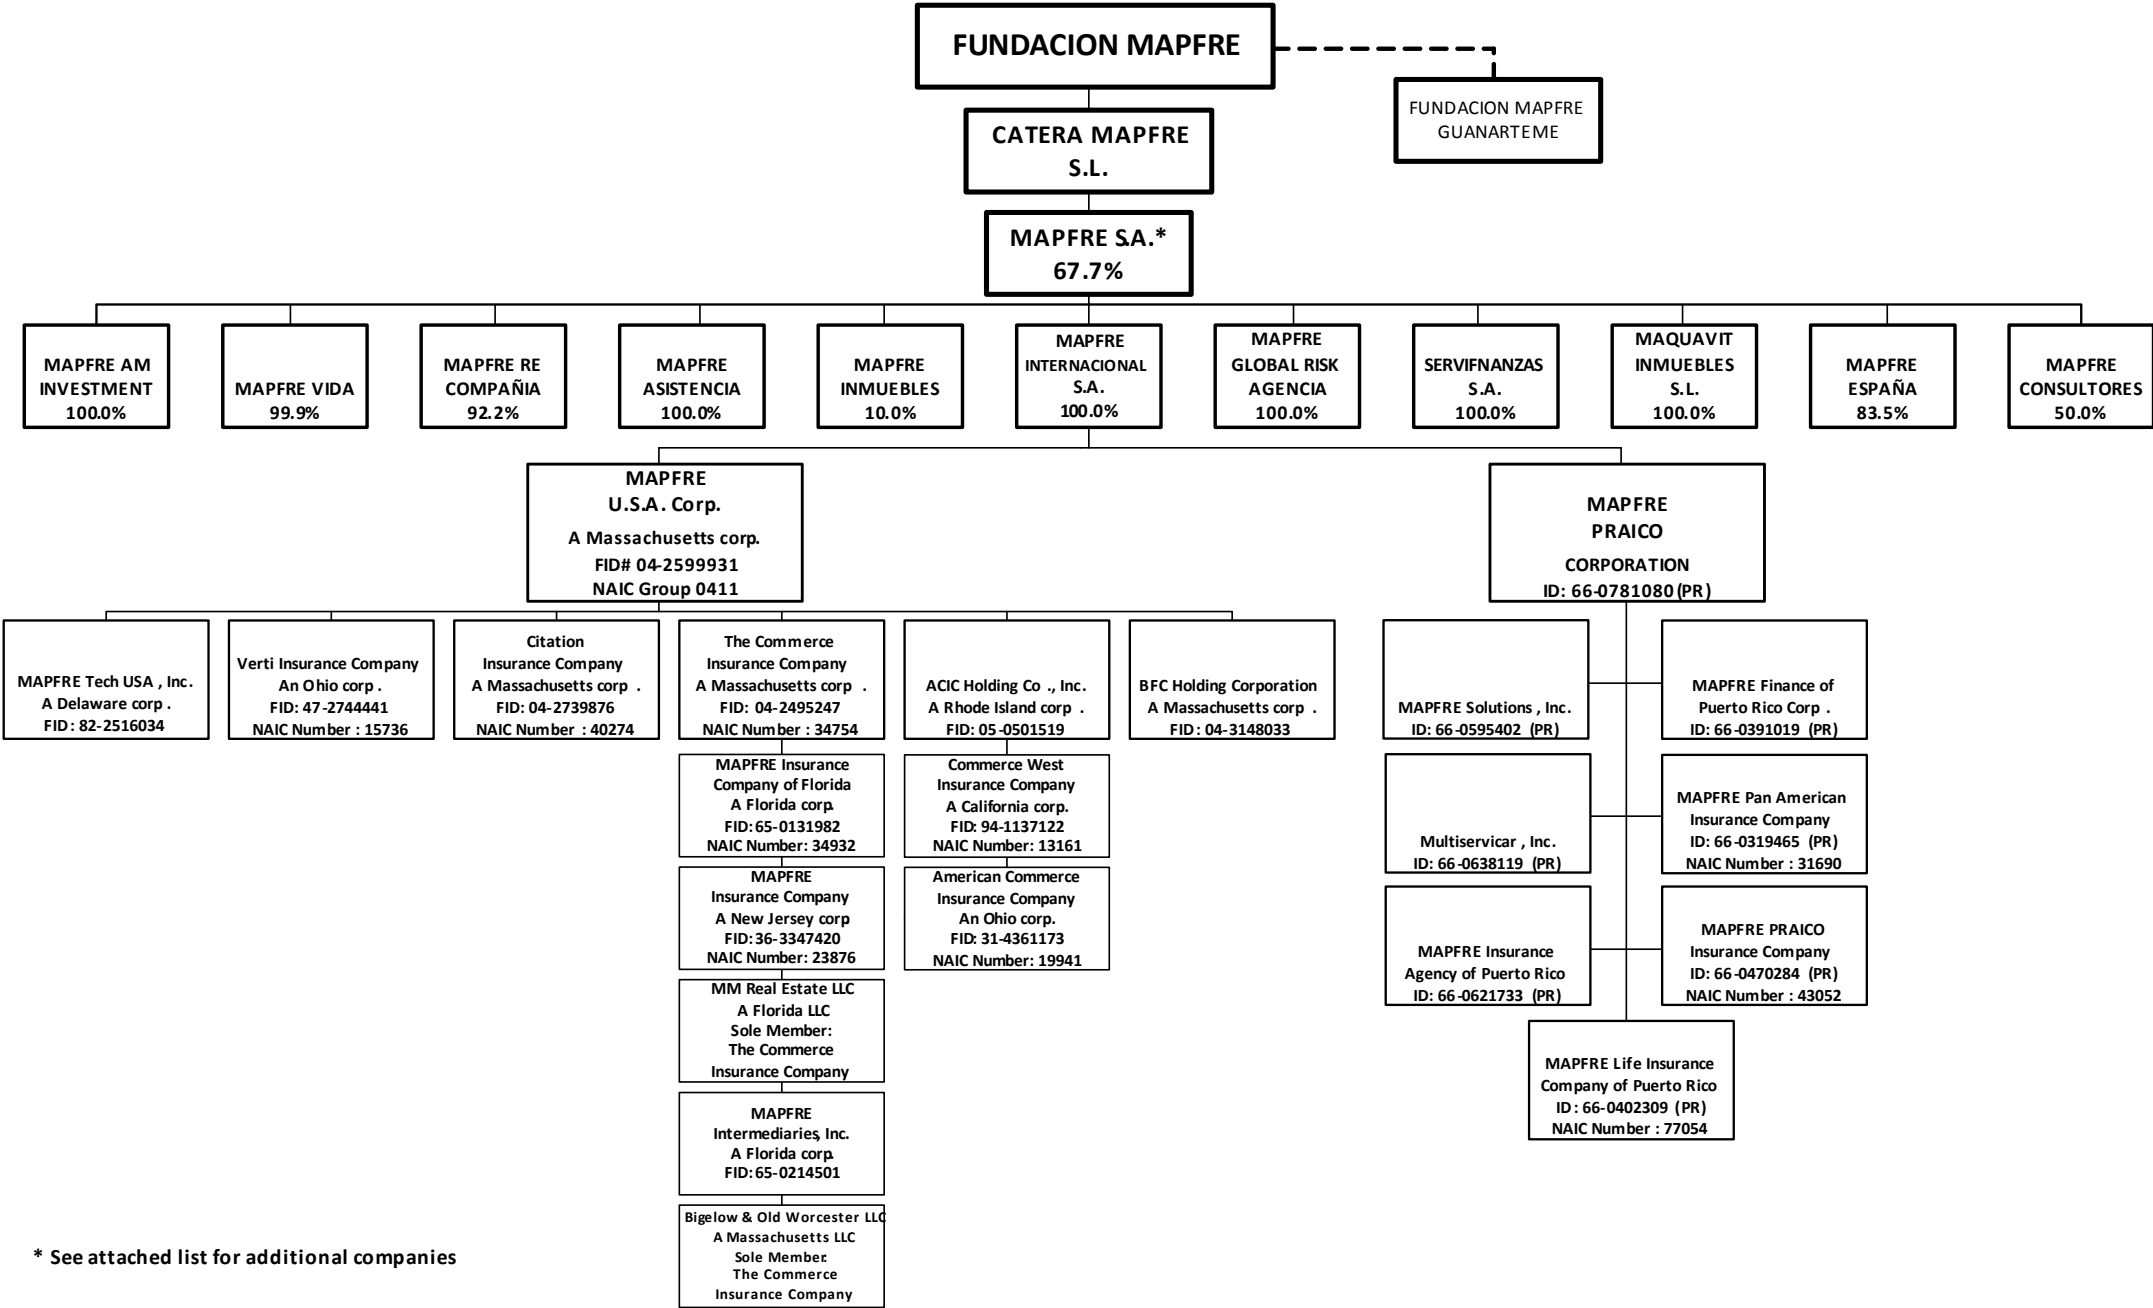 FUNDACION MAPFRE
FUNDACION MAPFRE
GUANARTEME
CATERA MAPFRE
S.L.
MAPFRE S.A.*
67.7%
MAPFRE AM
INVESTMENT
100.0%
MAPFRE VIDA
99.9%
MAPFRE RE
COMPAÑIA
92.2%
MAPFRE
ASISTENCIA
100.0%
MAPFRE
INMUEBLES
10.0%
MAPFRE
INTERNACIONAL
S.A.
100.0%
MAPFRE
GLOBAL RISK
AGENCIA
100.0%
SERVIFNANZAS
S.A.
100.0%
MAQUAVIT
INMUEBLES
S.L.
100.0%
MAPFRE
ESPAÑA
83.5%
MAPFRE
CONSULTORES
50.0%
MAPFRE
U.S.A. Corp.
A Massachusetts corp.
FID# 04-2599931
NAIC Group 0411
MAPFRE
PRAICO
CORPORATION
ID: 66-0781080 (PR)
MAPFRE Tech USA , Inc.
A Delaware corp .
FID: 82-2516034
Verti Insurance Company
An Ohio corp .
FID: 47-2744441
NAIC Number : 15736
Citation
Insurance Company
A Massachusetts corp .
FID: 04-2739876
NAIC Number : 40274
The Commerce
Insurance Company
A Massachusetts corp .
FID: 04-2495247
NAIC Number : 34754
ACIC Holding Co ., Inc.
A Rhode Island corp .
FID: 05-0501519
BFC Holding Corporation
A Massachusetts corp .
FID: 04-3148033
MAPFRE Insurance
Company of Florida
A Florida corp.
FID: 65-0131982
NAIC Number: 34932
MAPFRE
Insurance Company
A New Jersey corp
FID: 36-3347420
NAIC Number: 23876
MM Real Estate LLC
A Florida LLC
Sole Member:
The Commerce
Insurance Company
MAPFRE
Intermediaries, Inc.
A Florida corp.
FID: 65-0214501
Bigelow & Old Worcester LLC
A Massachusetts LLC
Sole Member:
The Commerce
Insurance Company
Commerce West
Insurance Company
A California corp.
FID: 94-1137122
NAIC Number: 13161
American Commerce
Insurance Company
An Ohio corp.
FID: 31-4361173
NAIC Number: 19941
MAPFRE Solutions , Inc.
ID: 66-0595402 (PR)
MAPFRE Finance of
Puerto Rico Corp .
ID: 66-0391019 (PR)
Multiservicar , Inc.
ID: 66-0638119 (PR)
MAPFRE Pan American
Insurance Company
ID: 66-0319465 (PR)
NAIC Number : 31690
MAPFRE Insurance
Agency of Puerto Rico
ID: 66-0621733 (PR)
MAPFRE PRAICO
Insurance Company
ID: 66-0470284 (PR)
NAIC Number : 43052
MAPFRE Life Insurance
Company of Puerto Rico
ID: 66-0402309 (PR)
NAIC Number : 77054
* See attached list for additional companies